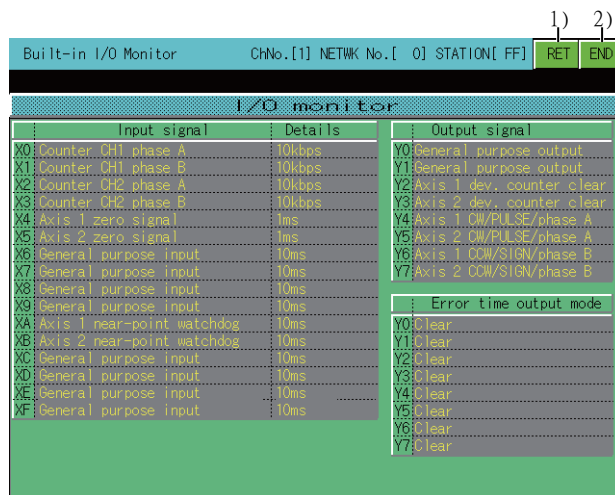 1) 2)
Built-in I/O Monitor ChNo.[1] NETWK No.[ 0] STATION[ FF] RET END
I/O monitor
Input signal Details
X0 Counter CH1 phase A 10kbps
X1 Counter CH1 phase B 10kbps
X2 Counter CH2 phase A 10kbps
X3 Counter CH2 phase B 10kbps
X4 Axis 1 zero signal 1ms
X5 Axis 2 zero signal 1ms
X6 General purpose input 10ms
X7 General purpose input 10ms
X8 General purpose input 10ms
X9 General purpose input 10ms
XA Axis 1 near-point watchdog 10ms
XB Axis 2 near-point watchdog 10ms
XC General purpose input 10ms
XD General purpose input 10ms
XE General purpose input 10ms
XF General purpose input 10ms
Output signal
Y0 General purpose output
Y1 General purpose output
Y2 Axis 1 dev. counter clear
Y3 Axis 2 dev. counter clear
Y4 Axis 1 CW/PULSE/phase A
Y5 Axis 2 CW/PULSE/phase A
Y6 Axis 1 CCW/SIGN/phase B
Y7 Axis 2 CCW/SIGN/phase B
Error time output mode
Y0 Clear
Y1 Clear
Y2 Clear
Y3 Clear
Y4 Clear
Y5 Clear
Y6 Clear
Y7 Clear